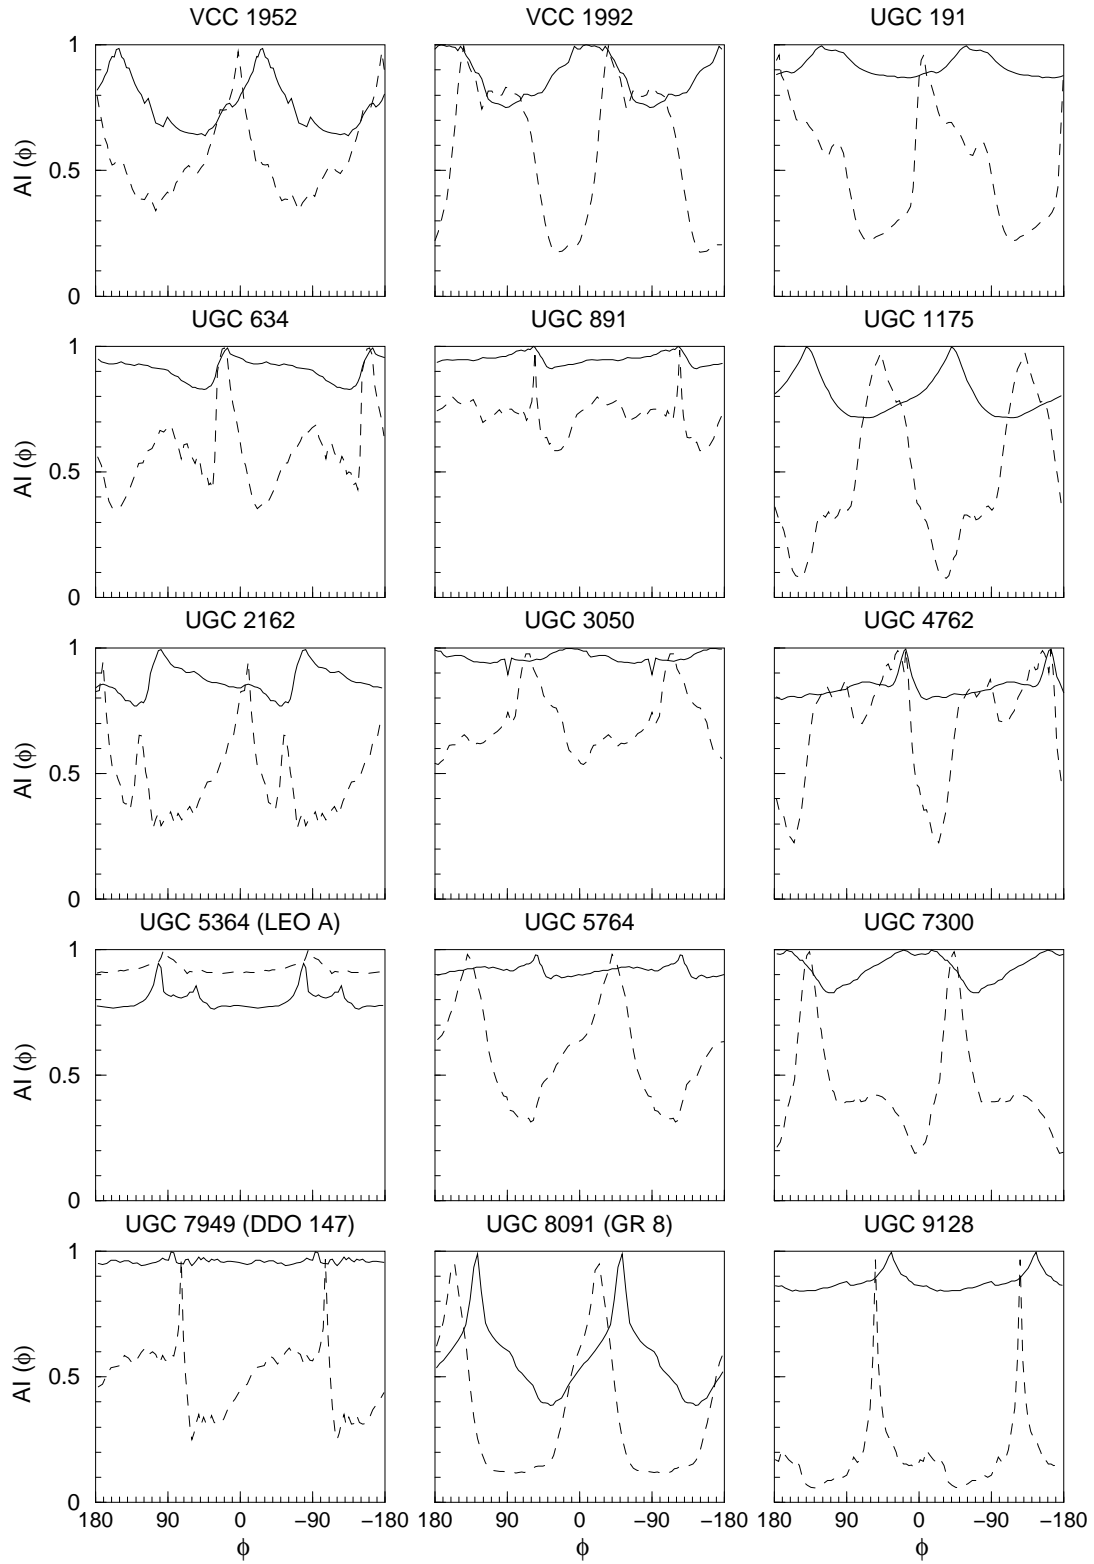 VCC 1952 VCC 1992 UGC 191
1
AI (ϕ)
0.5
0
UGC 634 UGC 891 UGC 1175
1
AI (ϕ)
0.5
0
UGC 2162 UGC 3050 UGC 4762
1
AI (ϕ)
0.5
0
UGC 5364 (LEO A) UGC 5764 UGC 7300
1
AI (ϕ)
0.5
0
UGC 7949 (DDO 147) UGC 8091 (GR 8) UGC 9128
1
AI (ϕ)
0.5
0
180 90 0 −90 −180 90 0 −90 −180 90 0 −90 −180
ϕ ϕ ϕ